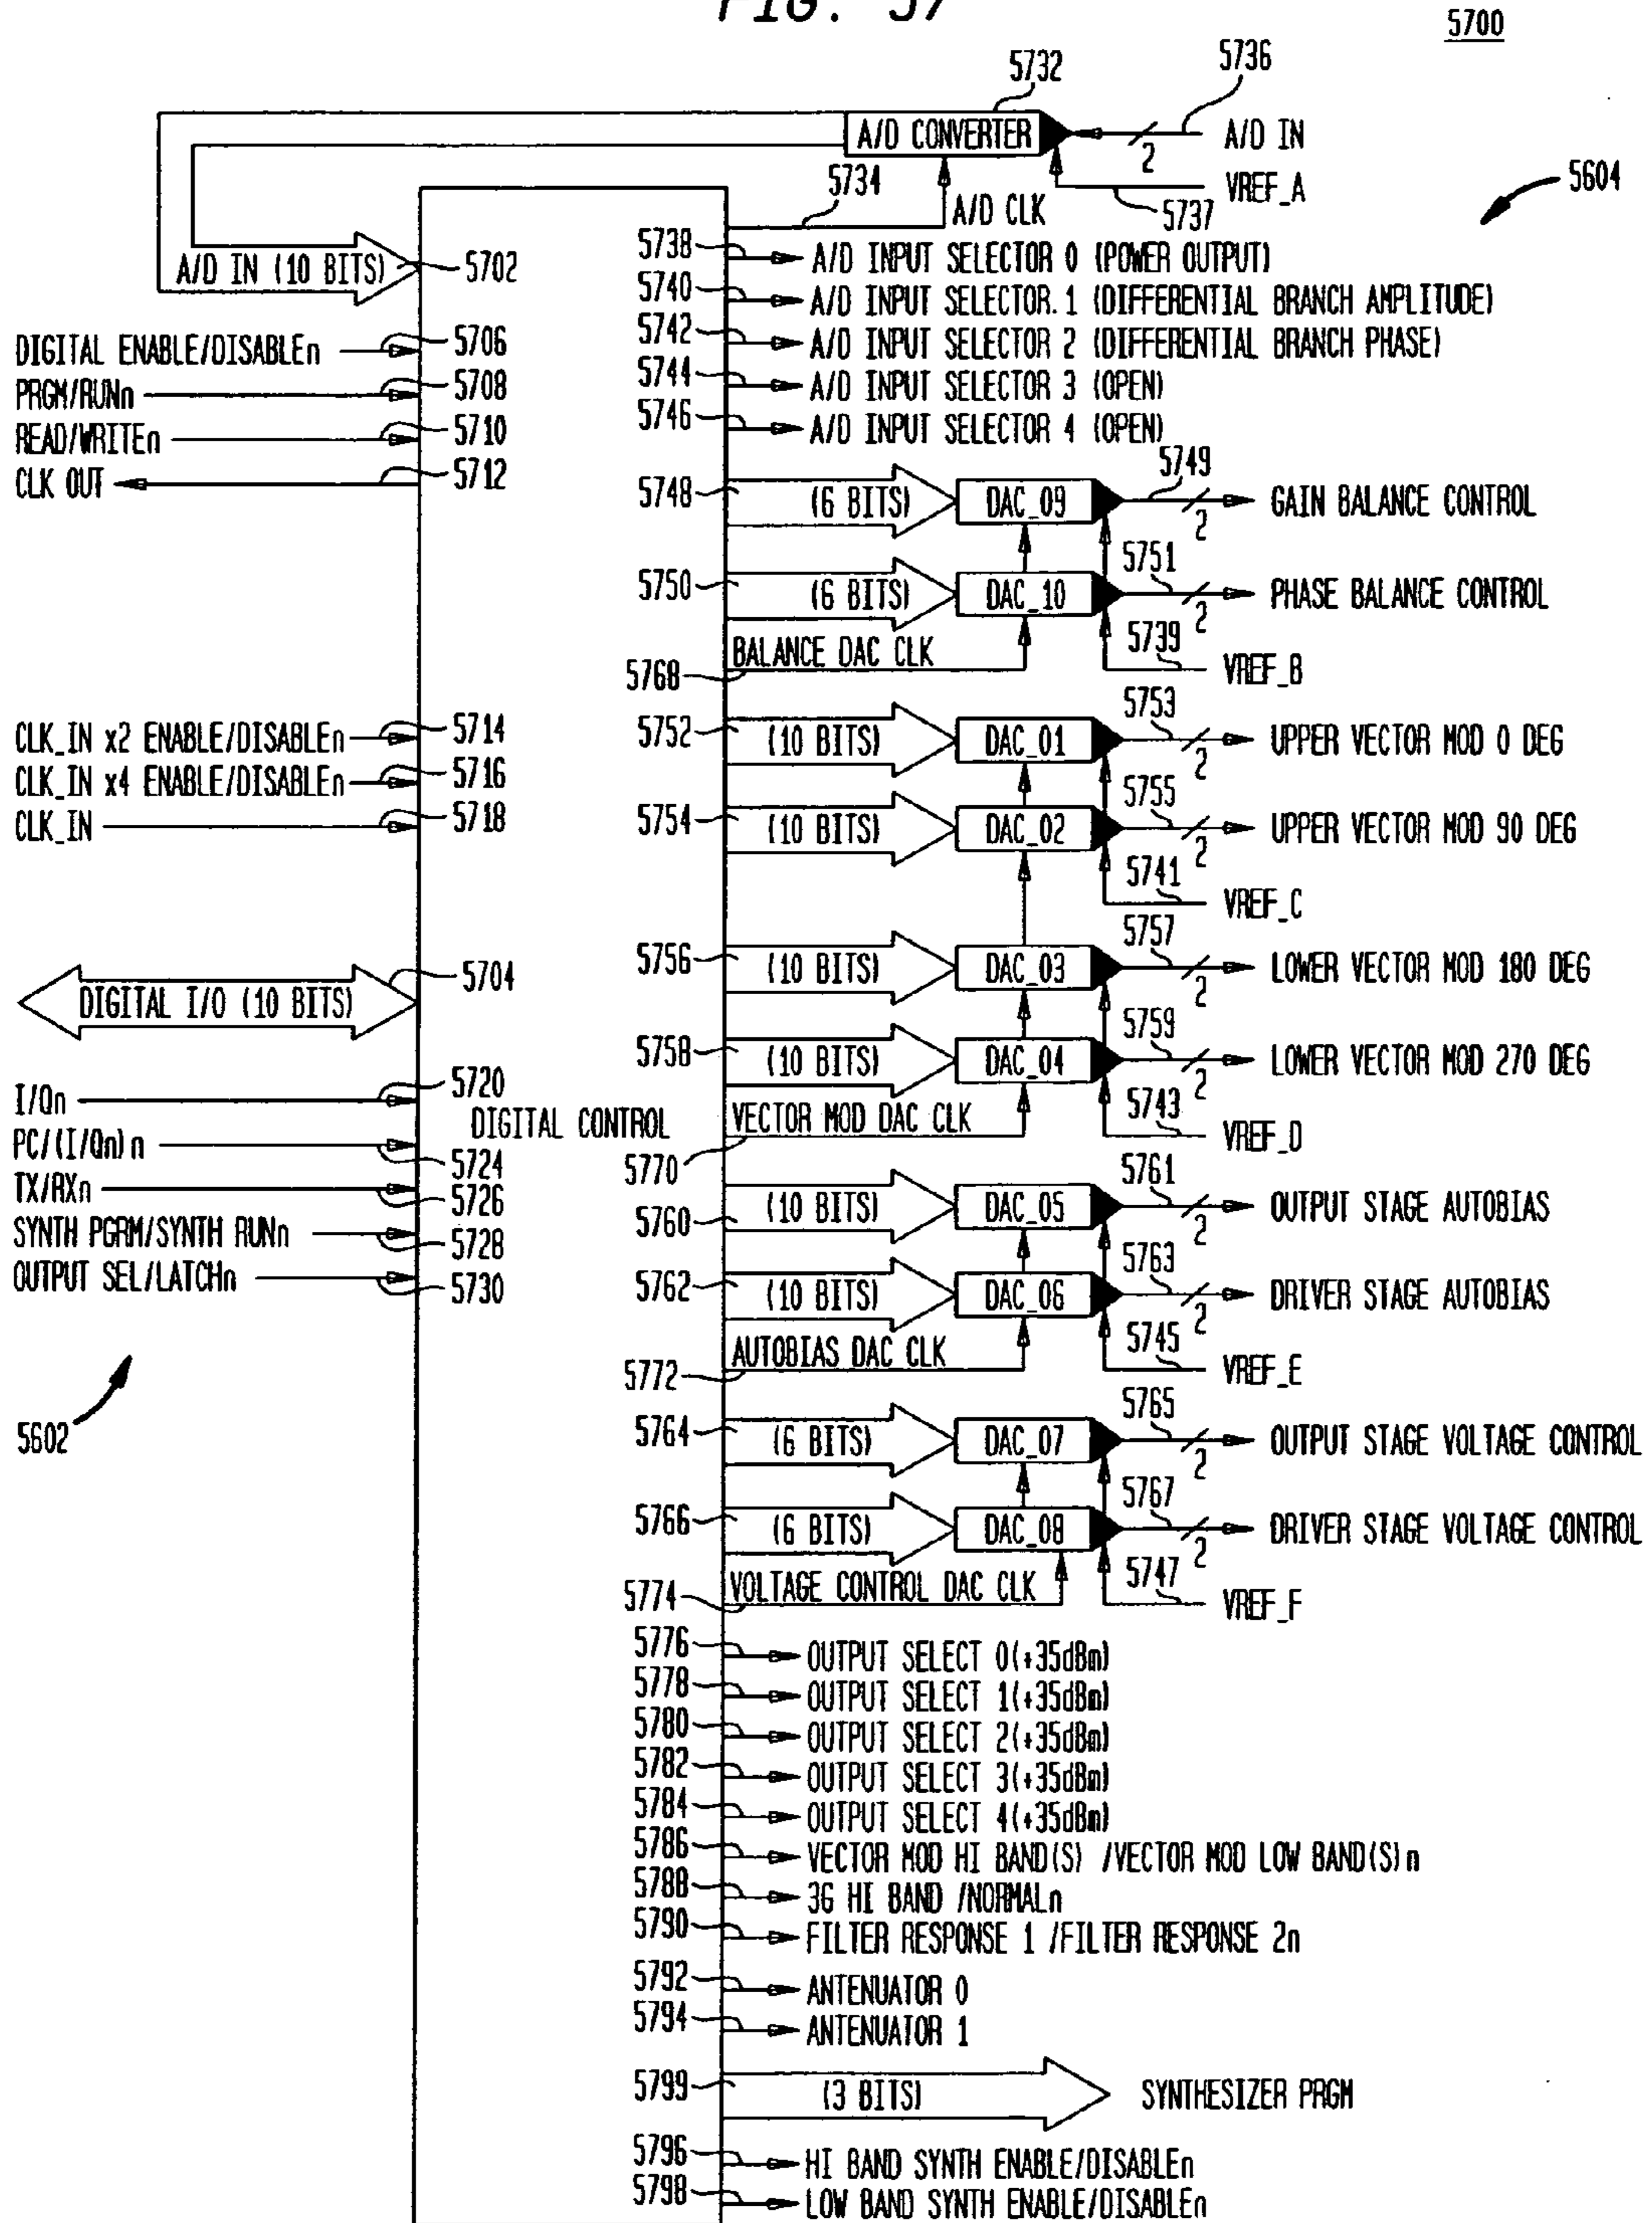 FIG. 57
5700
5732
5736
A/D CONVERTER
2
A/D IN
5734
VREF_A
5604
5737
A/D CLK
A/D IN (10 BITS)
5702
5738
A/D INPUT SELECTOR 0 (POWER OUTPUT)
5740
A/D INPUT SELECTOR.1 (DIFFERENTIAL BRANCH AMPLITUDE)
DIGITAL ENABLE/DISABLEn
5706
5742
A/D INPUT SELECTOR 2 (DIFFERENTIAL BRANCH PHASE)
PRGM/RUNn
5708
5744
A/D INPUT SELECTOR 3 (OPEN)
READ/WRITEn
5710
5746
A/D INPUT SELECTOR 4 (OPEN)
CLK OUT
5712
5748
(6 BITS)
DAC_09
5749
2
GAIN BALANCE CONTROL
5750
(6 BITS)
DAC_10
5751
2
PHASE BALANCE CONTROL
5768
BALANCE DAC CLK
5739
VREF_B
CLK_IN x2 ENABLE/DISABLEn
5714
CLK_IN x4 ENABLE/DISABLEn
5716
CLK_IN
5718
5752
(10 BITS)
DAC_01
5753
2
UPPER VECTOR MOD 0 DEG
5754
(10 BITS)
DAC_02
5755
2
UPPER VECTOR MOD 90 DEG
5741
VREF_C
5756
(10 BITS)
DAC_03
5757
2
LOWER VECTOR MOD 180 DEG
DIGITAL I/O (10 BITS)
5704
5758
(10 BITS)
DAC_04
5759
2
LOWER VECTOR MOD 270 DEG
I/Qn
5720
DIGITAL CONTROL
VECTOR MOD DAC CLK
5770
5743
VREF_D
PC/(I/Qn)n
5724
TX/RXn
5726
SYNTH PGRM/SYNTH RUNn
5728
OUTPUT SEL/LATCHn
5730
5760
(10 BITS)
DAC_05
5761
2
OUTPUT STAGE AUTOBIAS
5762
(10 BITS)
DAC_06
5763
2
DRIVER STAGE AUTOBIAS
5772
AUTOBIAS DAC CLK
5745
VREF_E
5602
5764
(6 BITS)
DAC_07
5765
2
OUTPUT STAGE VOLTAGE CONTROL
5766
(6 BITS)
DAC_08
5767
2
DRIVER STAGE VOLTAGE CONTROL
5774
VOLTAGE CONTROL DAC CLK
5747
VREF_F
5776
OUTPUT SELECT 0(+35dBm)
5778
OUTPUT SELECT 1(+35dBm)
5780
OUTPUT SELECT 2(+35dBm)
5782
OUTPUT SELECT 3(+35dBm)
5784
OUTPUT SELECT 4(+35dBm)
5786
VECTOR MOD HI BAND(S) /VECTOR MOD LOW BAND(S)n
5788
3G HI BAND /NORMALn
5790
FILTER RESPONSE 1 /FILTER RESPONSE 2n
5792
ANTENUATOR 0
5794
ANTENUATOR 1
5799
(3 BITS)
SYNTHESIZER PRGM
5796
HI BAND SYNTH ENABLE/DISABLEn
5798
LOW BAND SYNTH ENABLE/DISABLEn